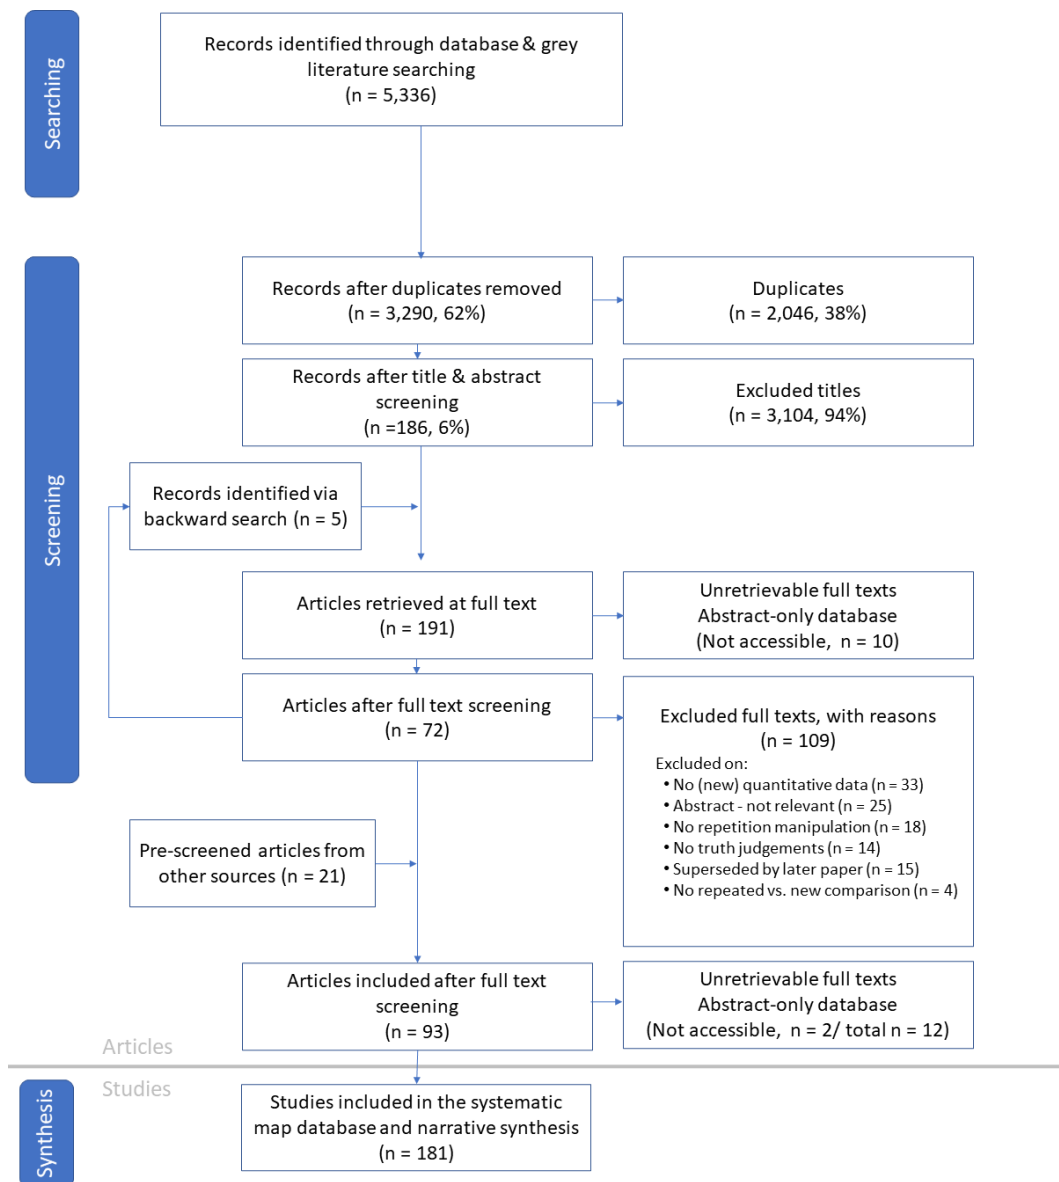 Searching
Records identified through database & grey
literature searching
(n = 5,336)
Screening
Records after duplicates removed
(n = 3,290, 62%)
Duplicates
(n = 2,046, 38%)
Records after title & abstract
screening
(n =186, 6%)
Excluded titles
(n = 3,104, 94%)
Records identified via
backward search (n = 5)
Articles retrieved at full text
(n = 191)
Unretrievable full texts
Abstract-only database
(Not accessible,  n = 10)
Articles after full text screening
(n = 72)
Excluded full texts, with reasons
(n = 109)
Excluded on:
• No (new) quantitative data (n = 33)
• Abstract - not relevant (n = 25)
• No repetition manipulation (n = 18)
• No truth judgements (n = 14)
• Superseded by later paper (n = 15)
• No repeated vs. new comparison (n = 4)
Pre-screened articles from
other sources (n = 21)
Articles included after full text
screening
(n = 93)
Unretrievable full texts
Abstract-only database
(Not accessible,  n = 2/ total n = 12)
Articles
Studies
Synthesis
Studies included in the systematic
map database and narrative synthesis
(n = 181)